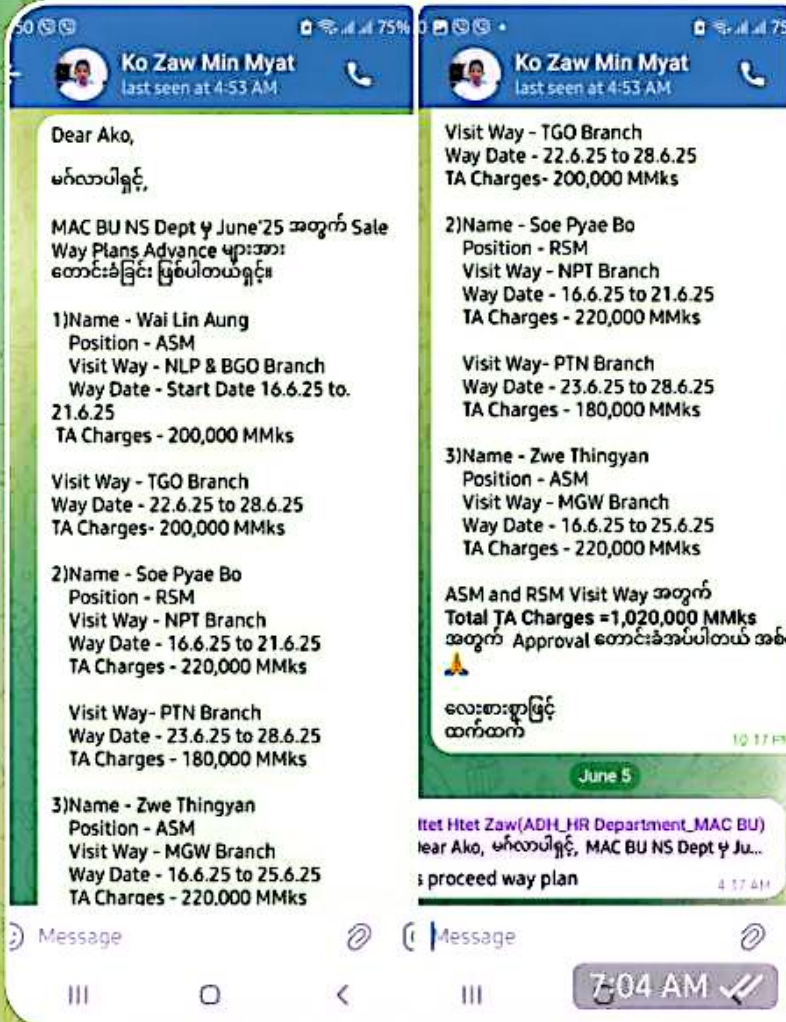 50
75%
Ko Zaw Min Myat
last seen at 4:53 AM
Dear Ako,
မင်္ဂလာပါရှင့်,
MAC BU NS Dept မှ June'25 အတွက် Sale
Way Plans Advance များအား
တောင်းခံခြင်း ဖြစ်ပါတယ်ရှင့်။
1)Name - Wai Lin Aung
Position - ASM
Visit Way - NLP & BGO Branch
Way Date - Start Date 16.6.25 to.
21.6.25
TA Charges - 200,000 MMks
Visit Way - TGO Branch
Way Date - 22.6.25 to 28.6.25
TA Charges- 200,000 MMks
2)Name - Soe Pyae Bo
Position - RSM
Visit Way - NPT Branch
Way Date - 16.6.25 to 21.6.25
TA Charges - 220,000 MMks
Visit Way- PTN Branch
Way Date - 23.6.25 to 28.6.25
TA Charges - 180,000 MMks
3)Name - Zwe Thingyan
Position - ASM
Visit Way - MGW Branch
Way Date - 16.6.25 to 25.6.25
TA Charges - 220,000 MMks
Message
0
75
Ko Zaw Min Myat
last seen at 4:53 AM
Visit Way - TGO Branch
Way Date - 22.6.25 to 28.6.25
TA Charges- 200,000 MMks
2)Name - Soe Pyae Bo
Position - RSM
Visit Way - NPT Branch
Way Date - 16.6.25 to 21.6.25
TA Charges - 220,000 MMks
Visit Way- PTN Branch
Way Date - 23.6.25 to 28.6.25
TA Charges - 180,000 MMks
3)Name - Zwe Thingyan
Position - ASM
Visit Way - MGW Branch
Way Date - 16.6.25 to 25.6.25
TA Charges - 220,000 MMks
ASM and RSM Visit Way အတွက်
Total TA Charges =1,020,000 MMks
အတွက် Approval တောင်းခံအပ်ပါတယ်
🙏
လေးစားစွာဖြင့်
ထက်ထက်
10:17 PM
June 5
Htet Htet Zaw(ADH_HR Department_MAC BU)
Dear Ako, မင်္ဂလာပါရှင့်, MAC BU NS Dept မှ Ju...
s proceed way plan
4:37 AM
Message
7:04 AM